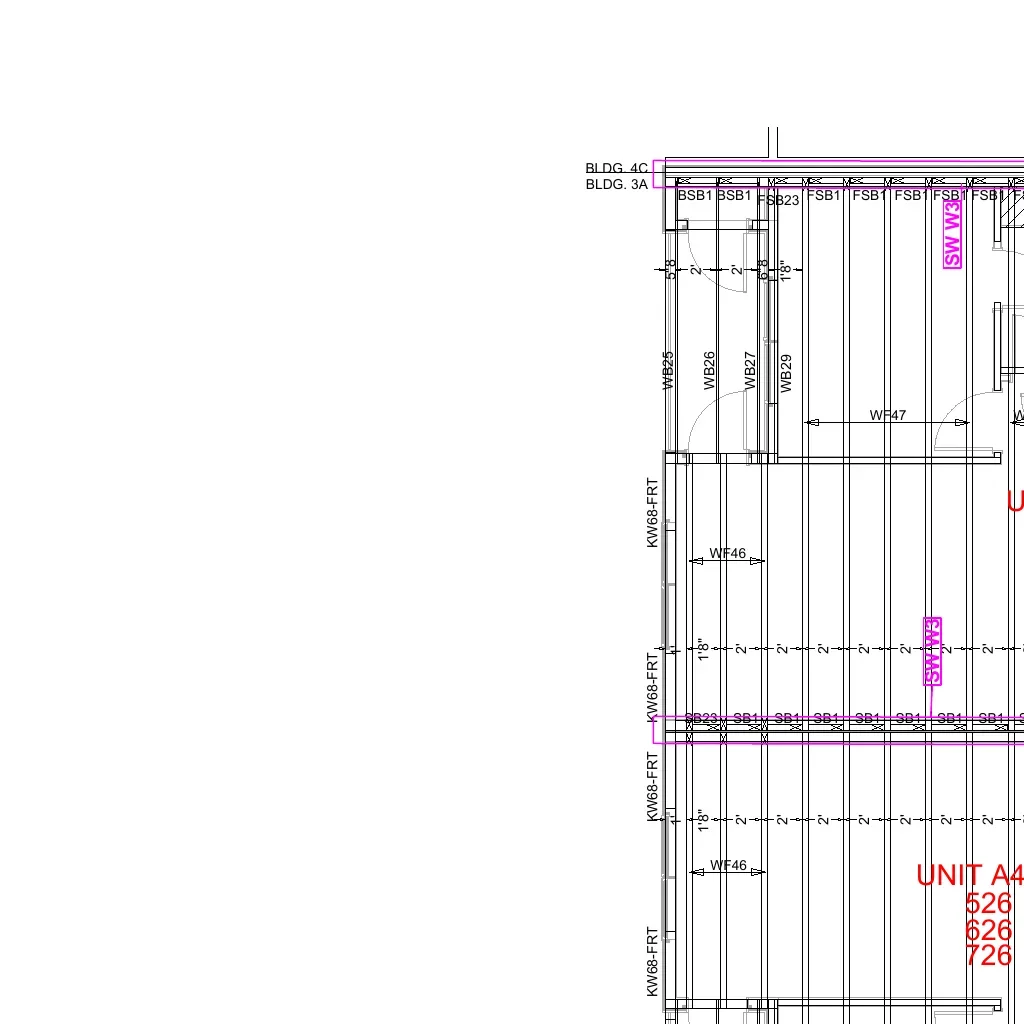 BLDG. 4C
BLDG. 3A
BSB1 BSB1 FSB23 FSB1 FSB1 FSB1 FSB1 FSB1
SW W3
5"8 2' 2' 6"8 1'8"
WB25 WB26 WB27 WB29
WF47
KW68-FRT
WF46
1' 1'8" 2' 2' 2' 2' 2' 2' 2'
SW W3
KW68-FRT
SB23 SB1 SB1 SB1 SB1 SB1 SB1 SB1
KW68-FRT
1' 1'8" 2' 2' 2' 2' 2' 2' 2'
WF46
UNIT A4
526
626
726
KW68-FRT